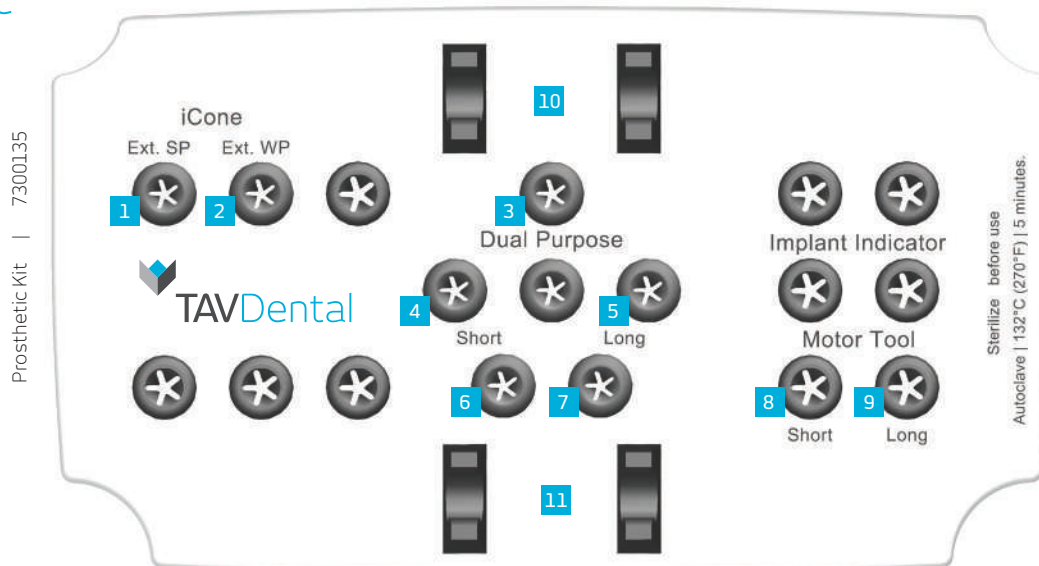 Prosthetic Kit | 7300135
10
iCone
Ext. SP Ext. WP
1 2 3
Dual Purpose Implant Indicator
4 5
TAVDental
Short Long Motor Tool
6 7 8 9
Short Long
11
Sterilize before use
Autoclave | 132°C (270°F) | 5 minutes.